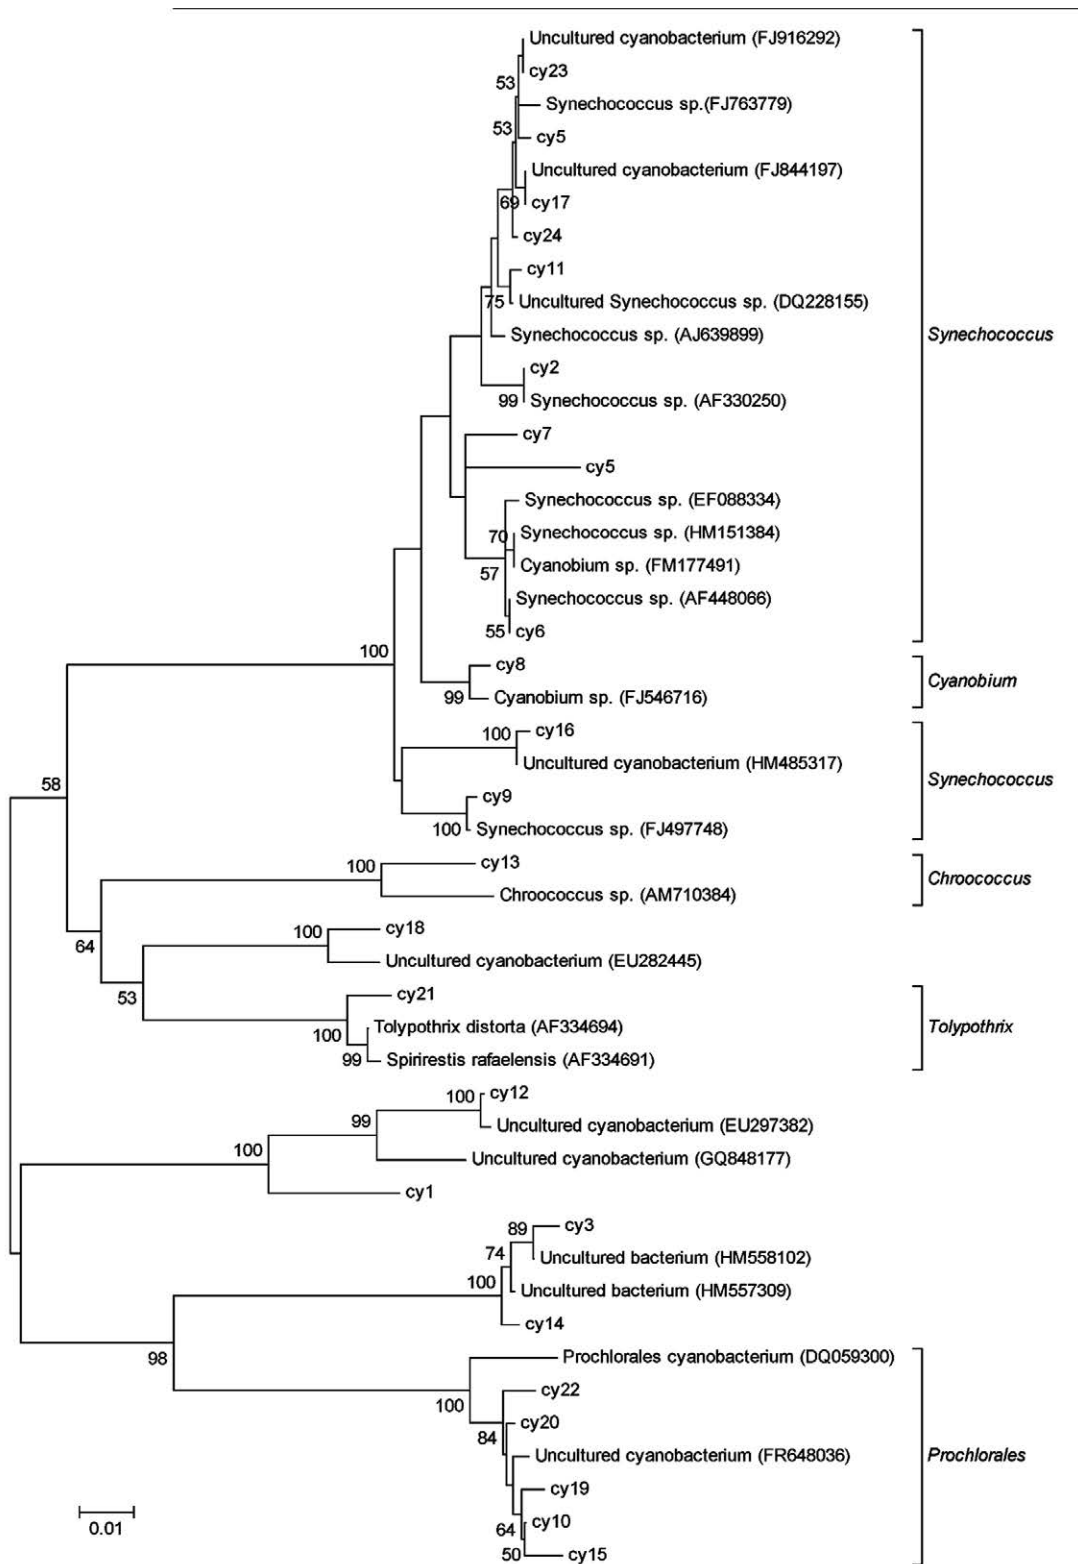 Uncultured cyanobacterium (FJ916292)
cy23
53
Synechococcus sp.(FJ763779)
53
cy5
Uncultured cyanobacterium (FJ844197)
69
cy17
cy24
cy11
75
Uncultured Synechococcus sp. (DQ228155)
Synechococcus sp. (AJ639899)
Synechococcus
cy2
99
Synechococcus sp. (AF330250)
cy7
cy5
Synechococcus sp. (EF088334)
70
Synechococcus sp. (HM151384)
57
Cyanobium sp. (FM177491)
Synechococcus sp. (AF448066)
55
cy6
100
cy8
Cyanobium
99
Cyanobium sp. (FJ546716)
cy16
100
Uncultured cyanobacterium (HM485317)
Synechococcus
58
cy9
100
Synechococcus sp. (FJ497748)
cy13
100
Chroococcus
Chroococcus sp. (AM710384)
cy18
100
64
Uncultured cyanobacterium (EU282445)
cy21
53
Tolypothrix distorta (AF334694)
Tolypothrix
100
99
Spirirestis rafaelensis (AF334691)
cy12
100
99
Uncultured cyanobacterium (EU297382)
100
Uncultured cyanobacterium (GQ848177)
cy1
cy3
89
74
Uncultured bacterium (HM558102)
100
Uncultured bacterium (HM557309)
cy14
98
Prochlorales cyanobacterium (DQ059300)
cy22
100
cy20
84
Uncultured cyanobacterium (FR648036)
Prochlorales
cy19
64
cy10
50
cy15
0.01